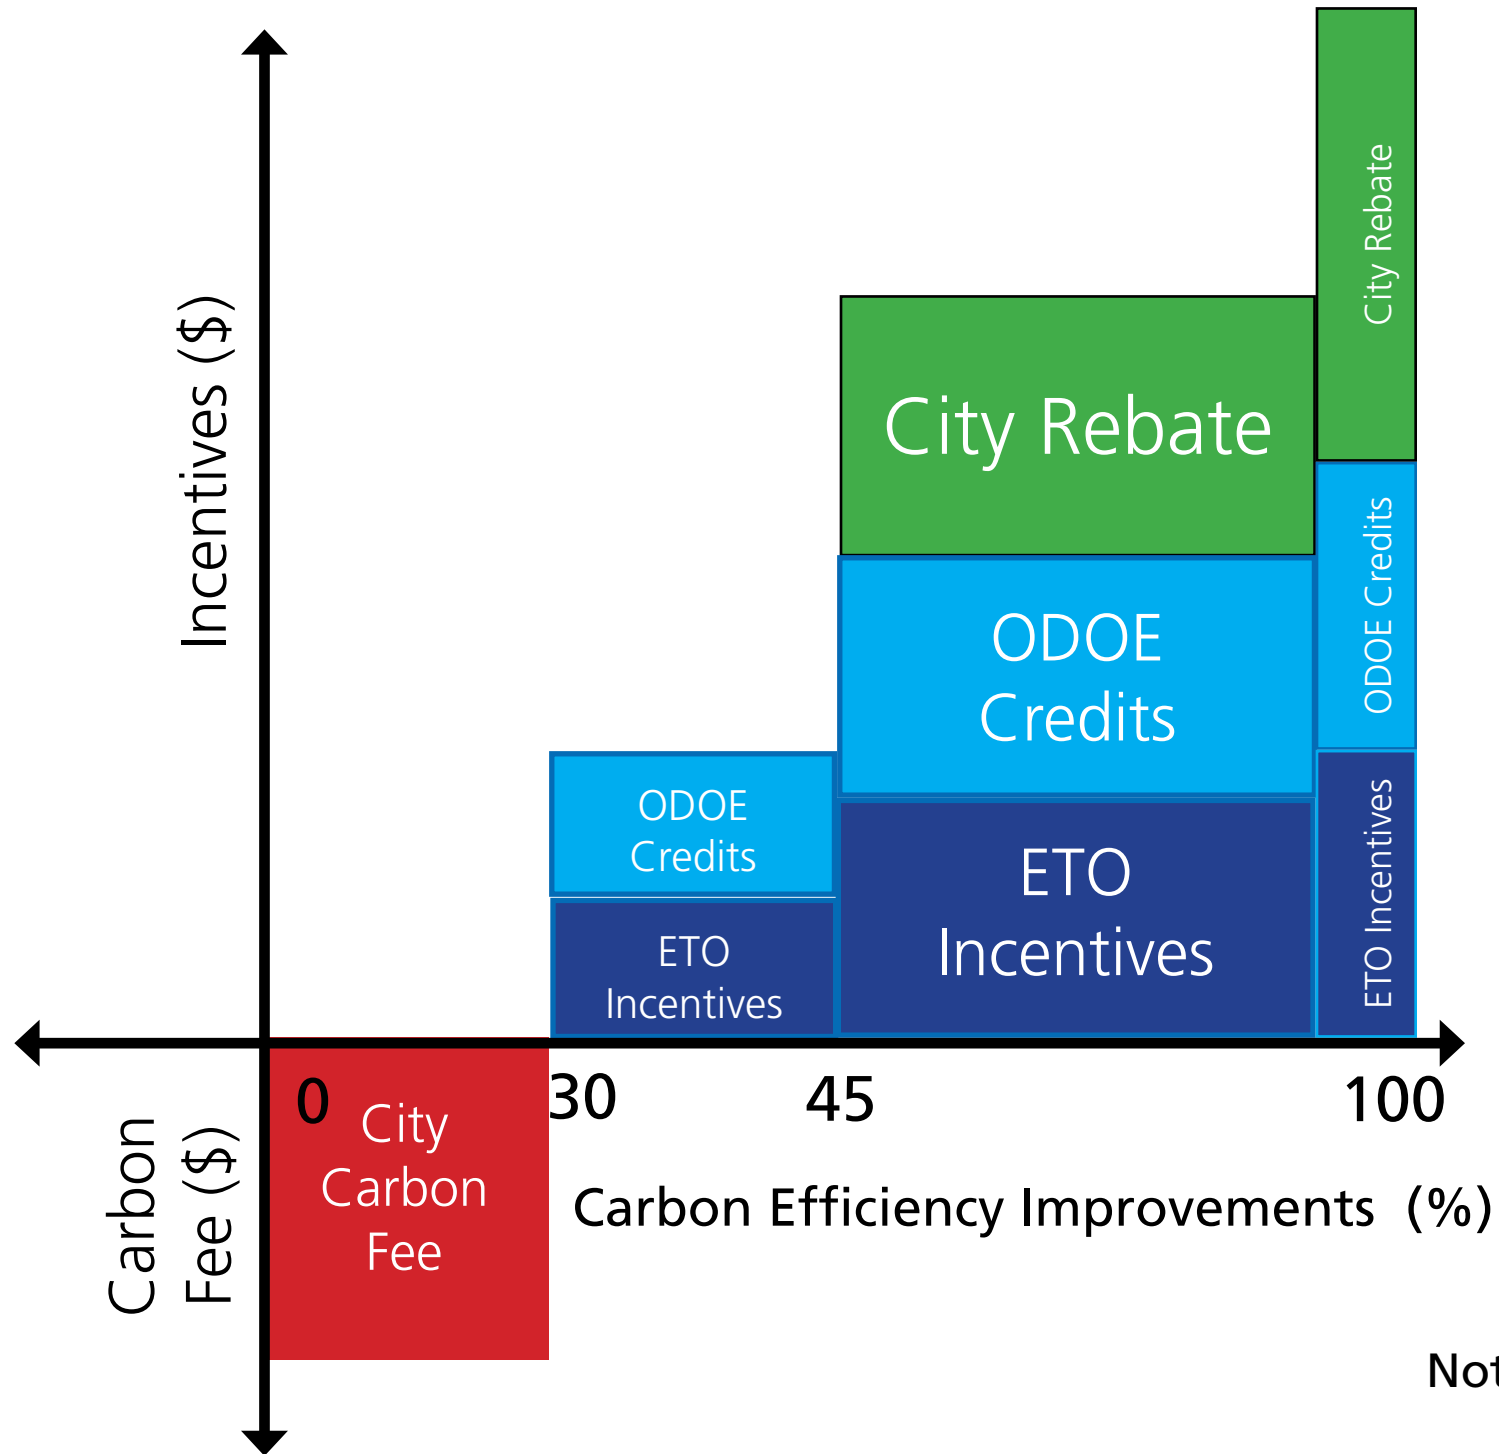 Incentives ($)
City Rebate
City Rebate
ODOE
Credits
ODOE Credits
ODOE
Credits
ETO
Incentives
ETO Incentives
ETO
Incentives
0
30
45
100
City
Carbon
Fee
Carbon
Fee ($)
Carbon Efficiency Improvements (%)